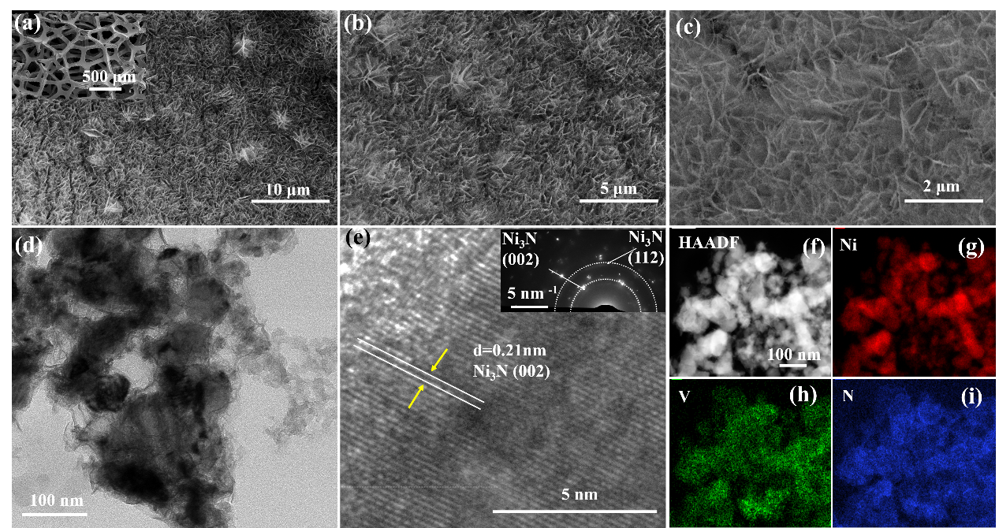 (a)
500 μm
10 μm
(b)
5 μm
(c)
2 μm
(d)
100 nm
(e)
Ni₃N
(002)
Ni₃N
(112)
5 nm⁻¹
d=0.21nm
Ni₃N (002)
5 nm
HAADF
(f)
100 nm
Ni
(g)
V
(h)
N
(i)